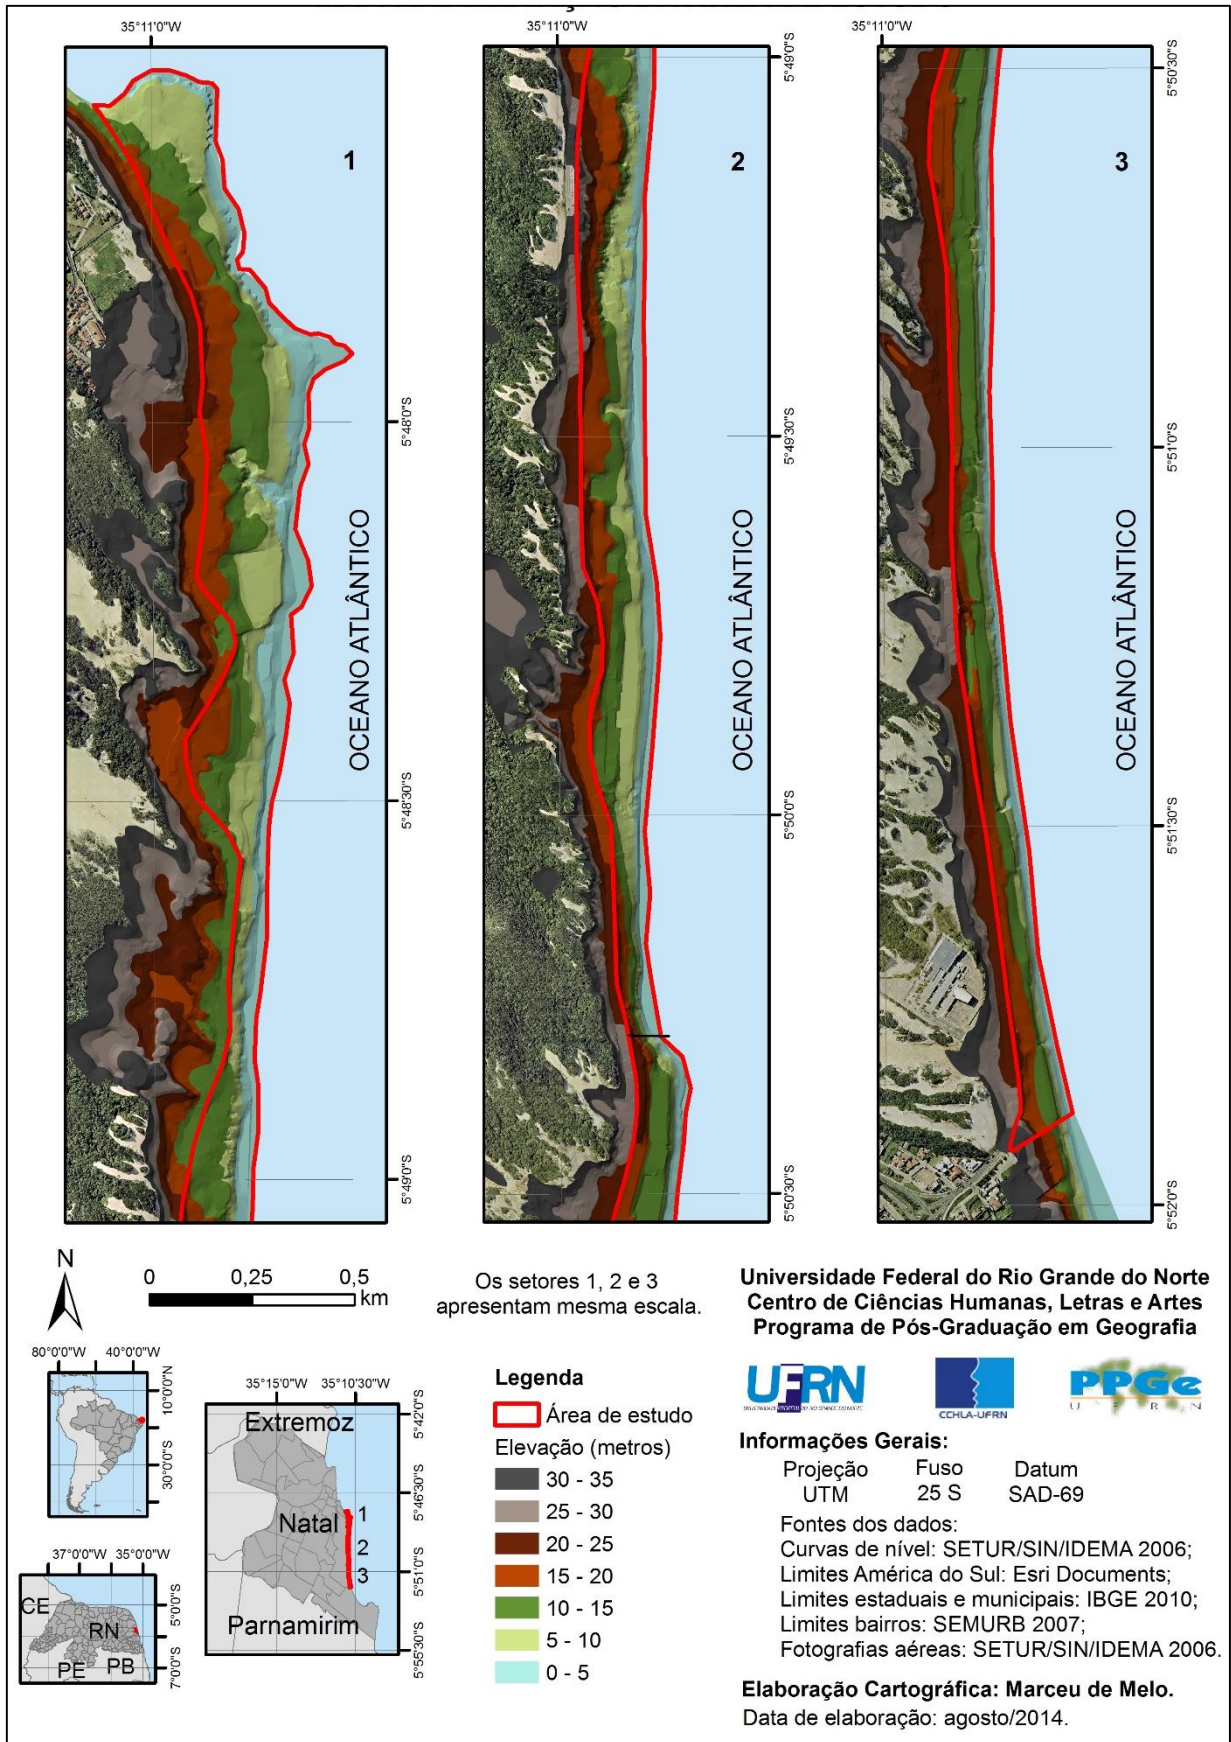 35°11'0"W
35°11'0"W
35°11'0"W
1
2
3
5°48'0"S
5°48'30"S
5°49'0"S
5°49'0"S
5°49'30"S
5°50'0"S
5°50'30"S
5°50'30"S
5°51'0"S
5°51'30"S
5°52'0"S
OCEANO ATLÂNTICO
OCEANO ATLÂNTICO
OCEANO ATLÂNTICO
N
0 0,25 0,5
km
Os setores 1, 2 e 3
apresentam mesma escala.
80°0'0"W 40°0'0"W
10°0'0"N
30°0'0"S
37°0'0"W 35°0'0"W
5°0'0"S
7°0'0"S
CE
RN
PE PB
35°15'0"W 35°10'30"W
5°42'0"S
5°46'30"S
5°51'0"S
5°55'30"S
Extremoz
Natal
Parnamirim
1
2
3
Legenda
Área de estudo
Elevação (metros)
30 - 35
25 - 30
20 - 25
15 - 20
10 - 15
5 - 10
0 - 5
Universidade Federal do Rio Grande do Norte
Centro de Ciências Humanas, Letras e Artes
Programa de Pós-Graduação em Geografia
UFRN
UNIVERSIDADE FEDERAL DO RIO GRANDE DO NORTE
CCHLA-UFRN
PPGe
UFRN
Informações Gerais:
Projeção Fuso Datum
UTM 25 S SAD-69
Fontes dos dados:
Curvas de nível: SETUR/SIN/IDEMA 2006;
Limites América do Sul: Esri Documents;
Limites estaduais e municipais: IBGE 2010;
Limites bairros: SEMURB 2007;
Fotografias aéreas: SETUR/SIN/IDEMA 2006.
Elaboração Cartográfica: Marceu de Melo.
Data de elaboração: agosto/2014.